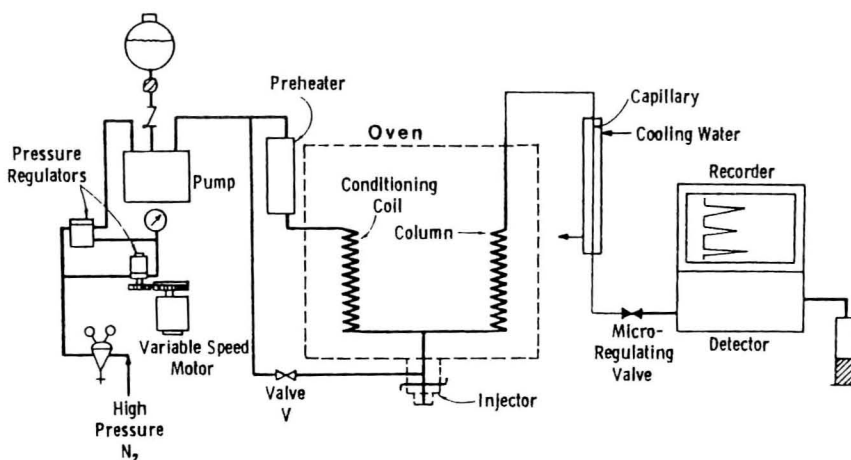 Preheater
Oven
Capillary
Cooling Water
Pressure
Regulators
Pump
Conditioning
Coil
Column
Recorder
Variable Speed
Motor
Valve
V
Injector
Micro-
Regulating
Valve
Detector
High
Pressure
N₂